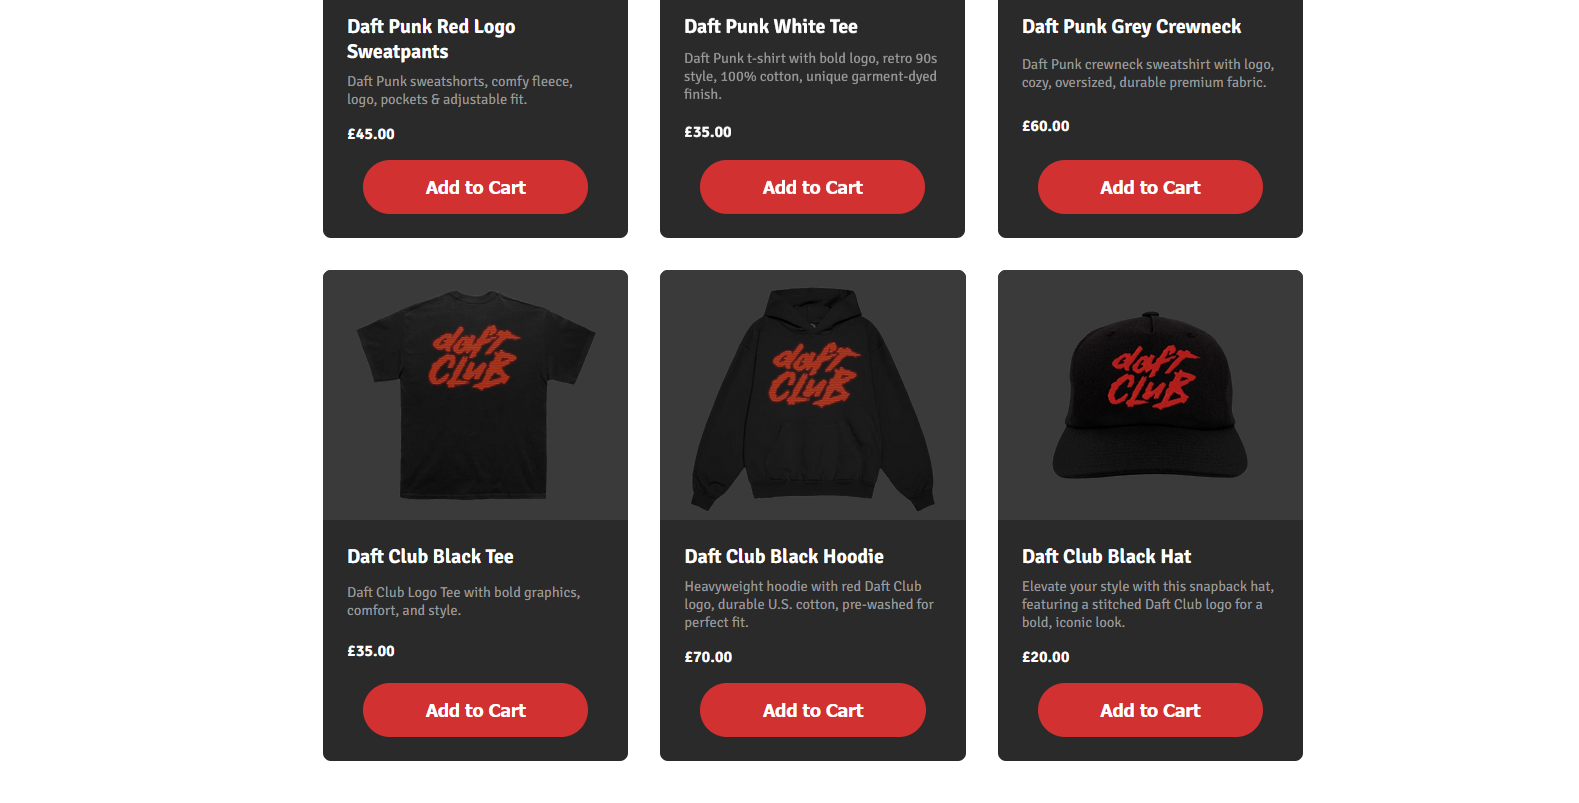 Daft Punk Red Logo
Sweatpants
Daft Punk sweatshorts, comfy fleece,
logo, pockets & adjustable fit.
£45.00
Add to Cart
Daft Punk White Tee
Daft Punk t-shirt with bold logo, retro 90s
style, 100% cotton, unique garment-dyed
finish.
£35.00
Add to Cart
Daft Punk Grey Crewneck
Daft Punk crewneck sweatshirt with logo,
cozy, oversized, durable premium fabric.
£60.00
Add to Cart
daft
CLuB
Daft Club Black Tee
Daft Club Logo Tee with bold graphics,
comfort, and style.
£35.00
Add to Cart
daft
CLuB
Daft Club Black Hoodie
Heavyweight hoodie with red Daft Club
logo, durable U.S. cotton, pre-washed for
perfect fit.
£70.00
Add to Cart
daft
CLuB
Daft Club Black Hat
Elevate your style with this snapback hat,
featuring a stitched Daft Club logo for a
bold, iconic look.
£20.00
Add to Cart